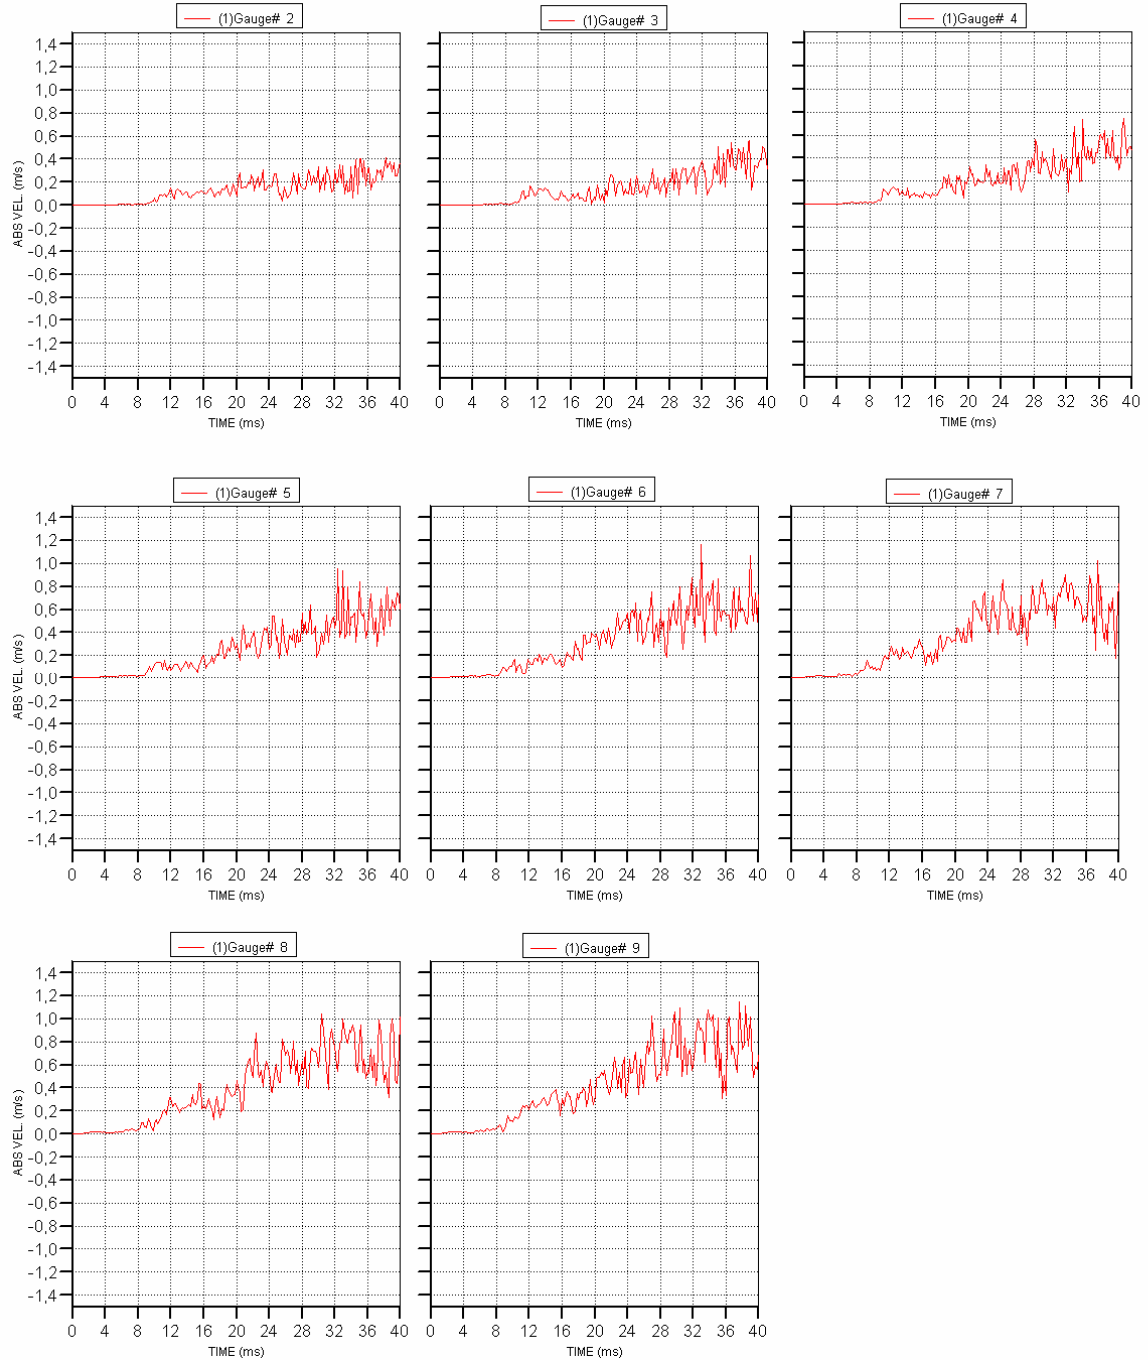 (1)Gauge# 2
(1)Gauge# 3
(1)Gauge# 4
1,4
1,2
1,0
0,8
0,6
0,4
0,2
0,0
-0,2
-0,4
-0,6
-0,8
-1,0
-1,2
-1,4
ABS VEL. (m/s)
0 4 8 12 16 20 24 28 32 36 40
0 4 8 12 16 20 24 28 32 36 40
0 4 8 12 16 20 24 28 32 36 40
TIME (ms)
TIME (ms)
TIME (ms)
(1)Gauge# 5
(1)Gauge# 6
(1)Gauge# 7
1,4
1,2
1,0
0,8
0,6
0,4
0,2
0,0
-0,2
-0,4
-0,6
-0,8
-1,0
-1,2
-1,4
ABS VEL. (m/s)
0 4 8 12 16 20 24 28 32 36 40
0 4 8 12 16 20 24 28 32 36 40
0 4 8 12 16 20 24 28 32 36 40
TIME (ms)
TIME (ms)
TIME (ms)
(1)Gauge# 8
(1)Gauge# 9
1,4
1,2
1,0
0,8
0,6
0,4
0,2
0,0
-0,2
-0,4
-0,6
-0,8
-1,0
-1,2
-1,4
ABS VEL. (m/s)
0 4 8 12 16 20 24 28 32 36 40
0 4 8 12 16 20 24 28 32 36 40
TIME (ms)
TIME (ms)